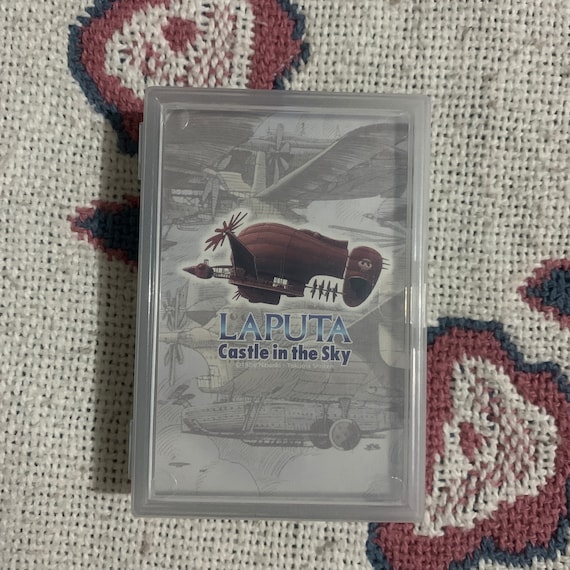 LAPUTA
Castle in the Sky